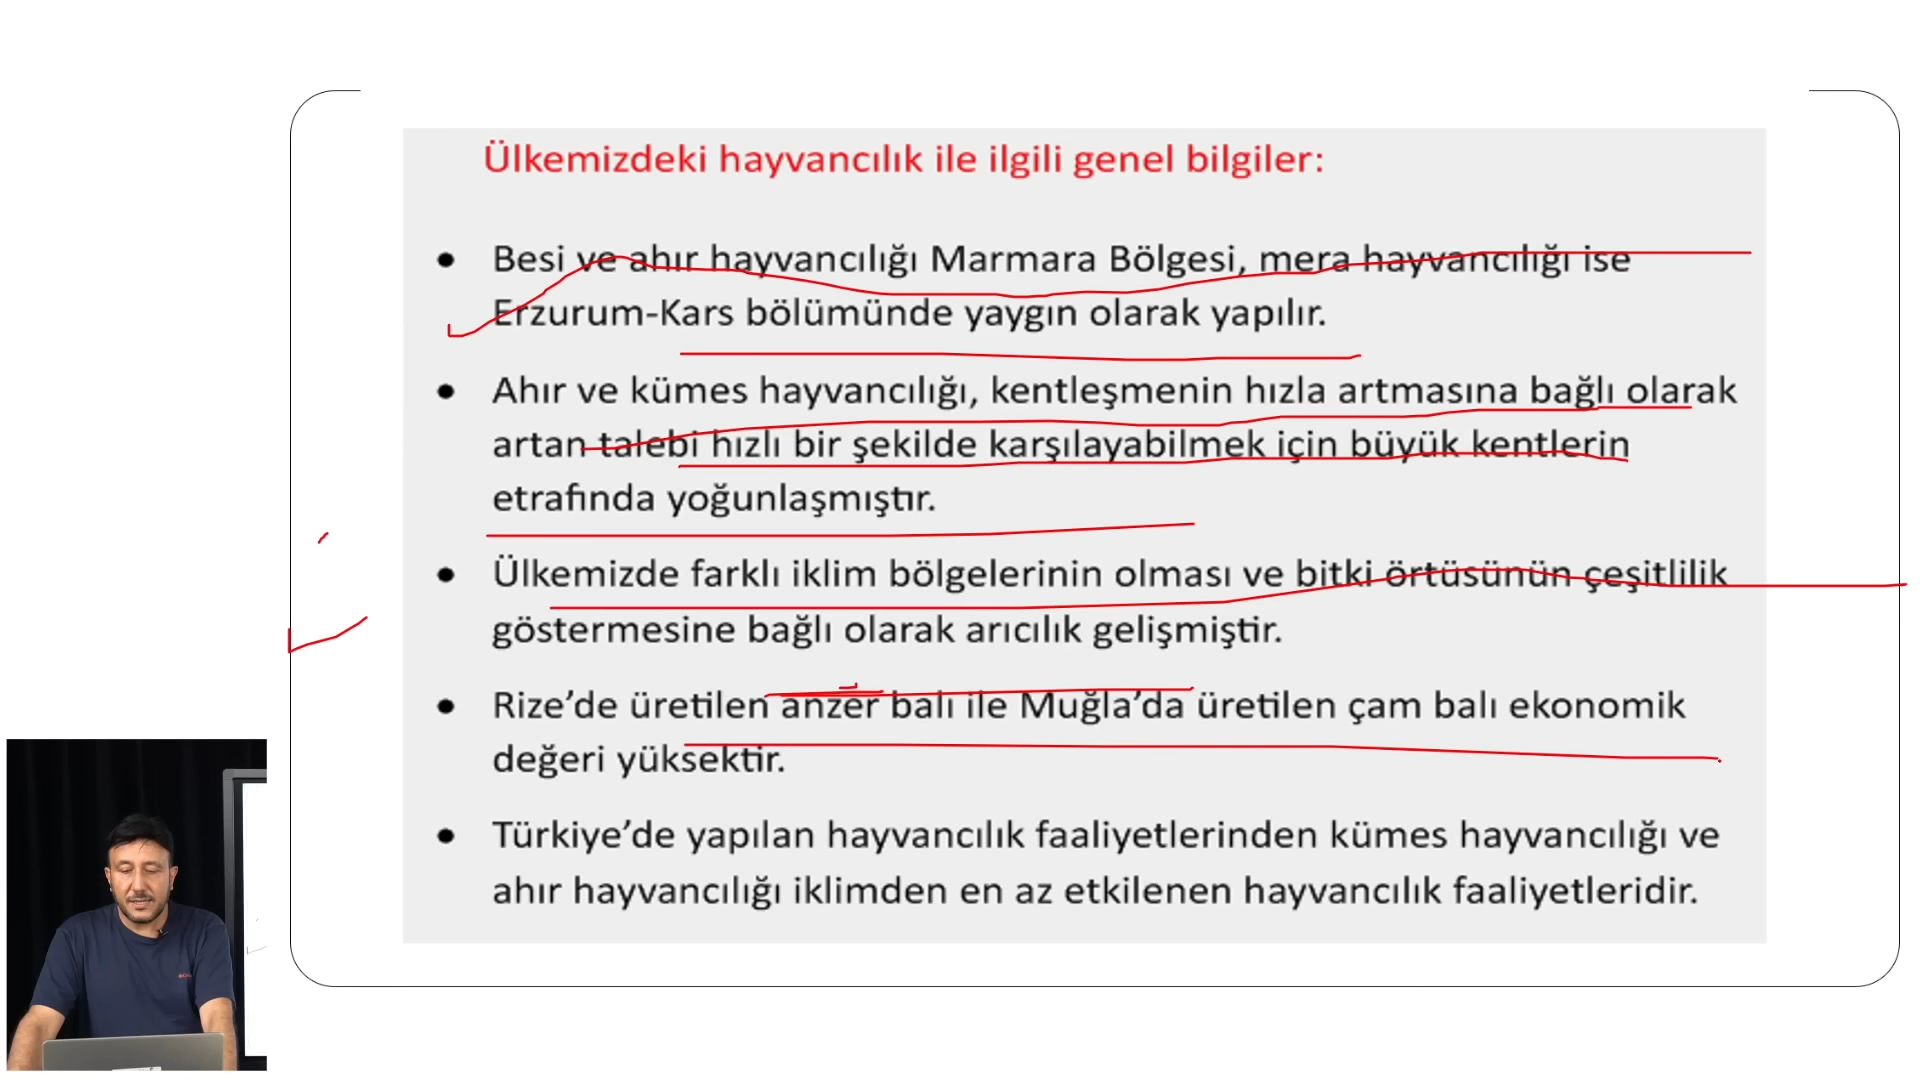 Ülkemizdeki hayvancılık ile ilgili genel bilgiler:
• Besi ve ahır hayvancılığı Marmara Bölgesi, mera hayvancılığı ise
Erzurum-Kars bölümünde yaygın olarak yapılır.
• Ahır ve kümes hayvancılığı, kentleşmenin hızla artmasına bağlı olarak
artan talebi hızlı bir şekilde karşılayabilmek için büyük kentlerin
etrafında yoğunlaşmıştır.
• Ülkemizde farklı iklim bölgelerinin olması ve bitki örtüsünün çeşitlilik
göstermesine bağlı olarak arıcılık gelişmiştir.
• Rize’de üretilen anzer balı ile Muğla’da üretilen çam balı ekonomik
değeri yüksektir.
• Türkiye’de yapılan hayvancılık faaliyetlerinden kümes hayvancılığı ve
ahır hayvancılığı iklimden en az etkilenen hayvancılık faaliyetleridir.